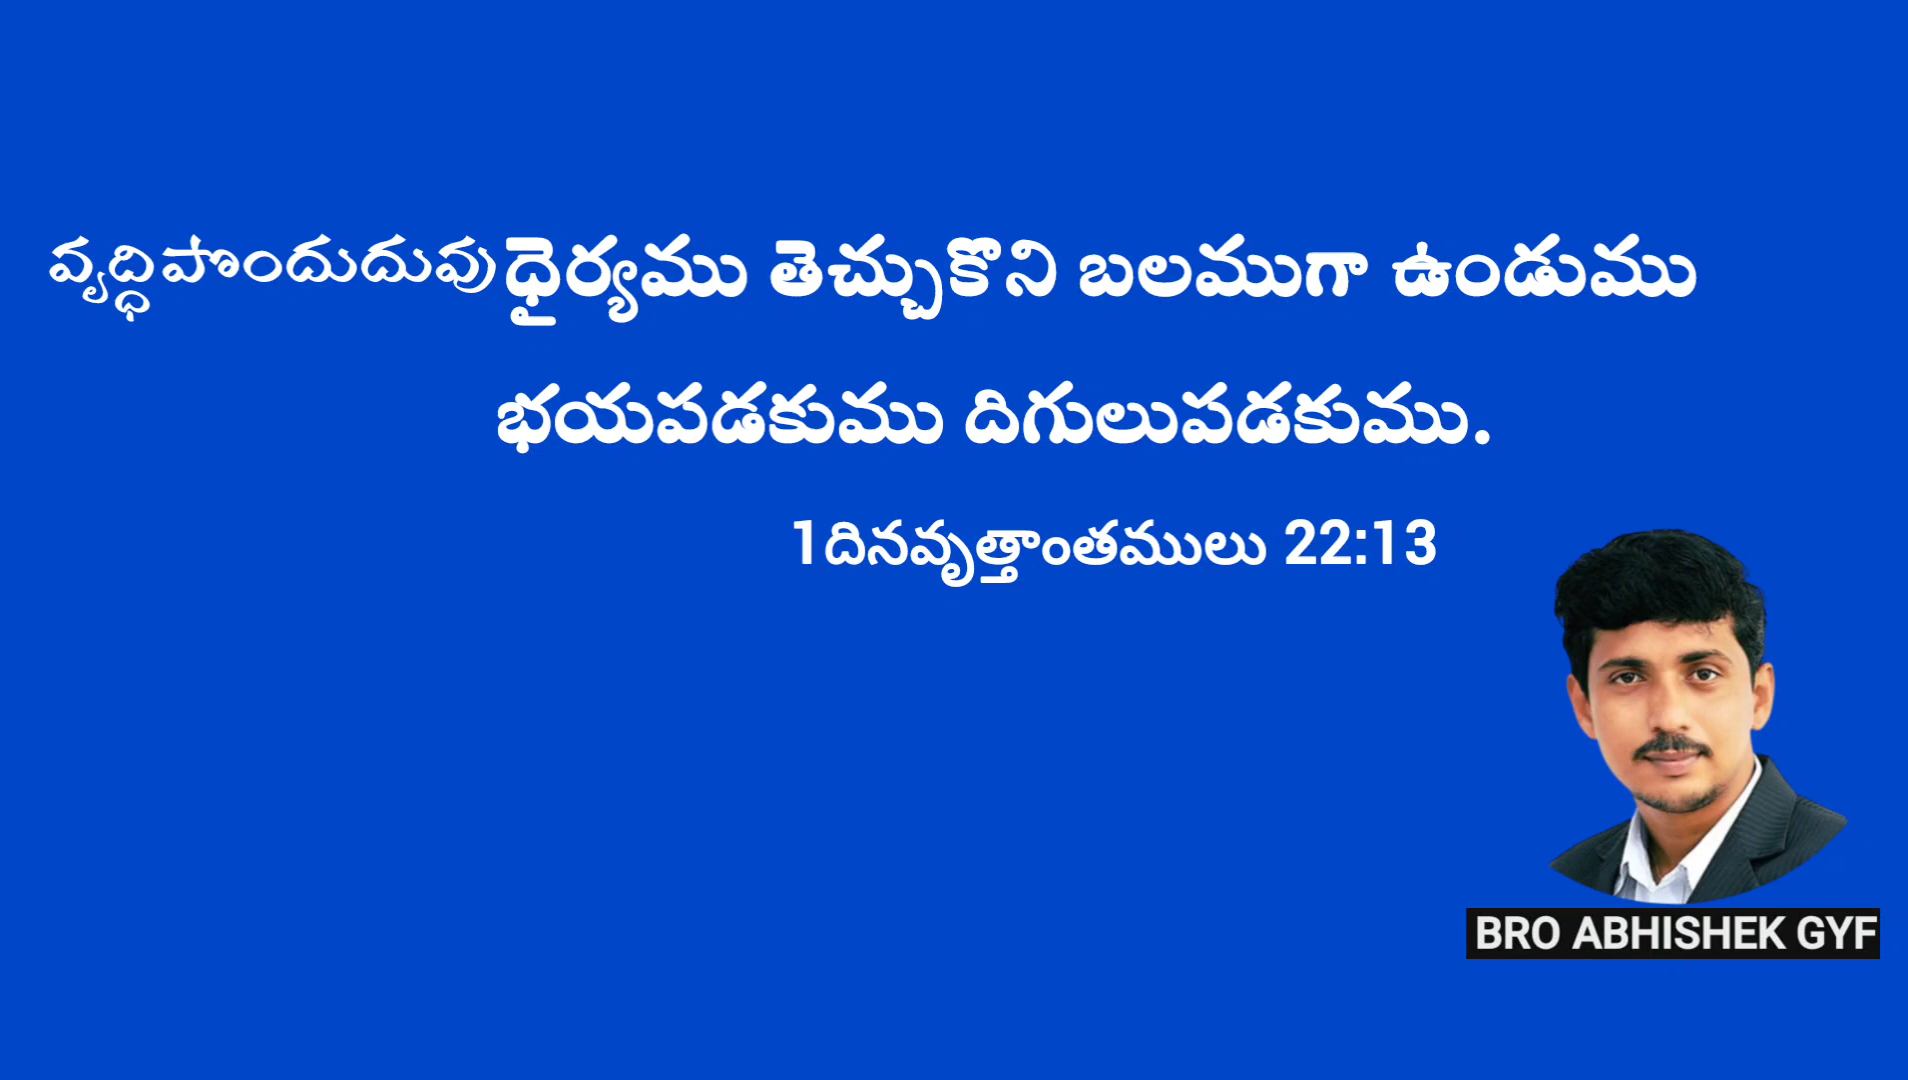 వృద్ధిపొందుదువు ధైర్యము తెచ్చుకొని బలముగా ఉండుము
భయపడకుము దిగులుపడకుము.
1దినవృత్తాంతములు 22:13
BRO ABHISHEK GYF